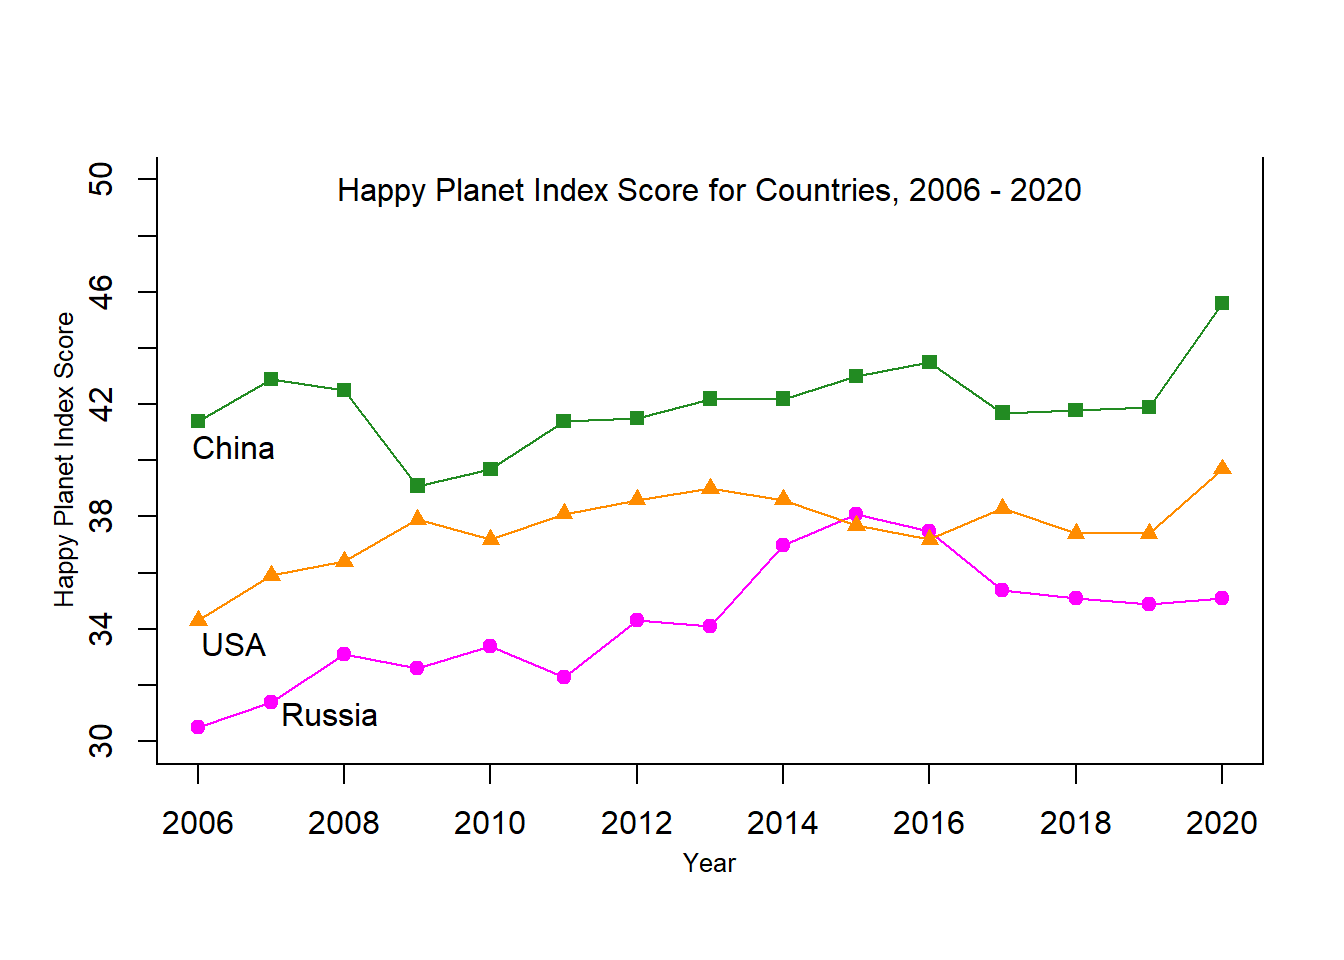 Happy Planet Index Score for Countries, 2006 - 2020
Happy Planet Index Score
50
46
42
38
34
30
China
USA
Russia
2006 2008 2010 2012 2014 2016 2018 2020
Year